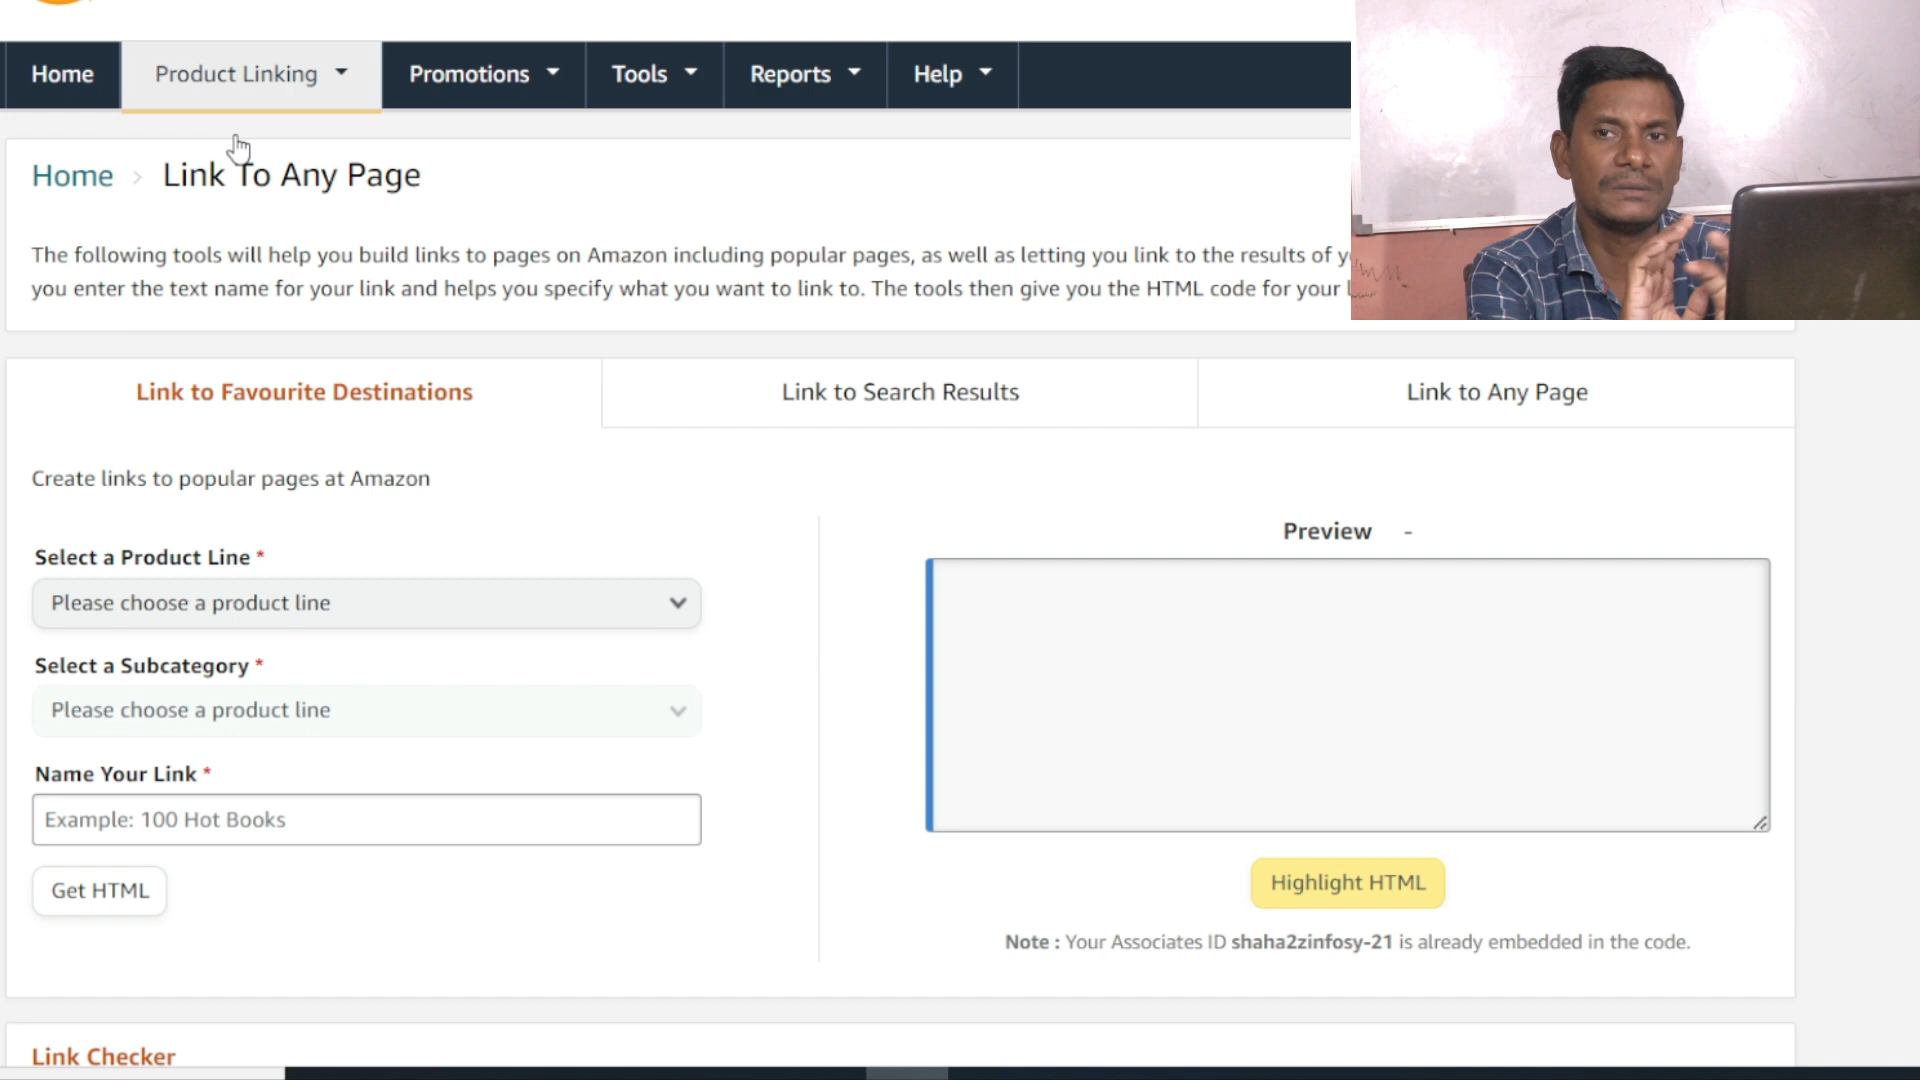 Home
Product Linking
Promotions
Tools
Reports
Help
Home > Link To Any Page
The following tools will help you build links to pages on Amazon including popular pages, as well as letting you link to the results of
you enter the text name for your link and helps you specify what you want to link to. The tools then give you the HTML code for your
Link to Favourite Destinations
Link to Search Results
Link to Any Page
Create links to popular pages at Amazon
Select a Product Line *
Please choose a product line
Select a Subcategory *
Please choose a product line
Name Your Link *
Example: 100 Hot Books
Get HTML
Preview -
Highlight HTML
Note : Your Associates ID shaha2zinfosy-21 is already embedded in the code.
Link Checker